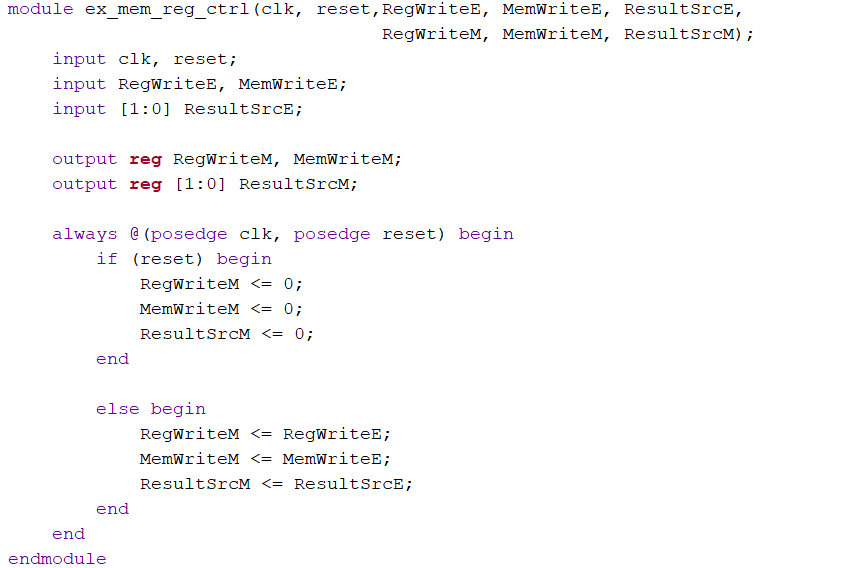 module ex_mem_reg_ctrl(clk, reset,RegWriteE, MemWriteE, ResultSrcE,
                                  RegWriteM, MemWriteM, ResultSrcM);
    input clk, reset;
    input RegWriteE, MemWriteE;
    input [1:0] ResultSrcE;

    output reg RegWriteM, MemWriteM;
    output reg [1:0] ResultSrcM;

    always @(posedge clk, posedge reset) begin
        if (reset) begin
            RegWriteM <= 0;
            MemWriteM <= 0;
            ResultSrcM <= 0;
        end

        else begin
            RegWriteM <= RegWriteE;
            MemWriteM <= MemWriteE;
            ResultSrcM <= ResultSrcE;
        end
    end
endmodule